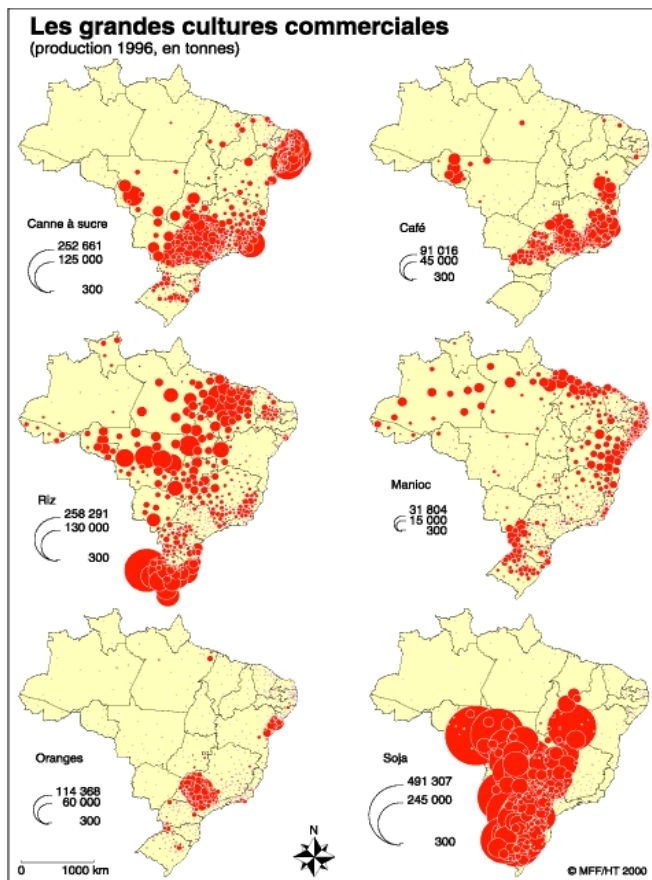 Les grandes cultures commerciales
(production 1996, en tonnes)
Canne à sucre
252 661
125 000
300
Café
91 016
45 000
300
Riz
258 291
130 000
300
Manioc
31 804
15 000
300
Oranges
114 368
60 000
300
Soja
491 307
245 000
300
N
0 1000 km
© MFF/HT 2000